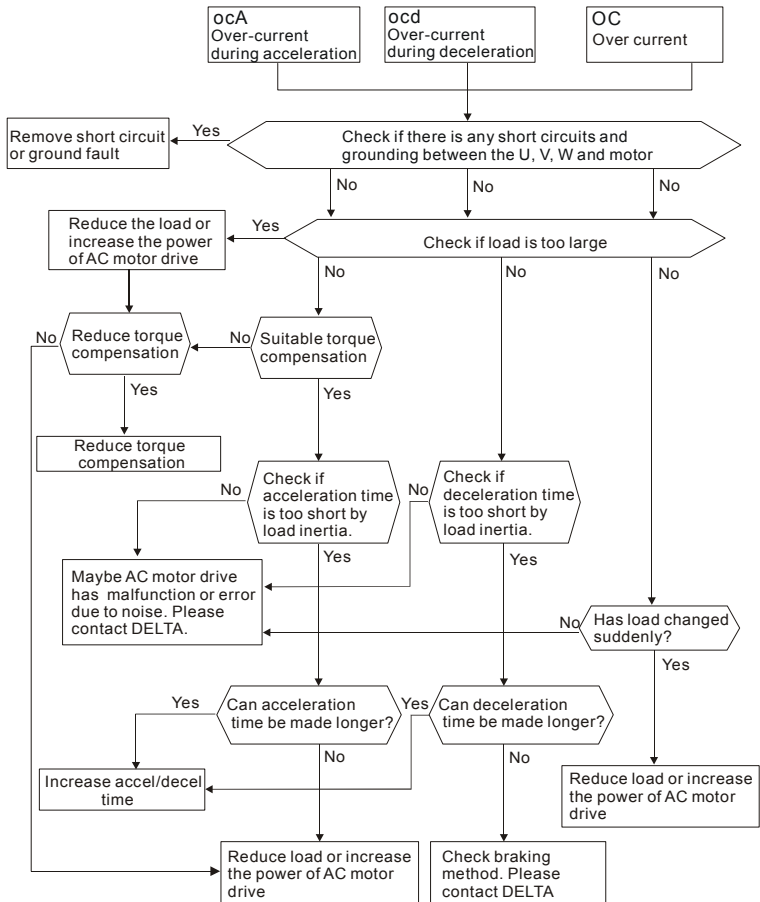 ocA
Over-current
during acceleration
ocd
Over-current
during deceleration
OC
Over current
Remove short circuit
or ground fault
Yes
Check if there is any short circuits and
grounding between the U, V, W and motor
No
No
No
Reduce the load or
increase the power
of AC motor drive
Yes
Check if load is too large
No
No
No
No
Reduce torque
compensation
No
Suitable torque
compensation
Yes
Yes
Reduce torque
compensation
No
Check if
acceleration time
is too short by
load inertia.
No
Check if
deceleration time
is too short by
load inertia.
Yes
Yes
Maybe AC motor drive
has malfunction or error
due to noise. Please
contact DELTA.
No
Has load changed
suddenly?
Yes
Yes
Can acceleration
time be made longer?
Yes
Can deceleration
time be made longer?
No
No
Increase accel/decel
time
Reduce load or increase
the power of AC motor
drive
Reduce load or increase
the power of AC motor
drive
Check braking
method. Please
contact DELTA